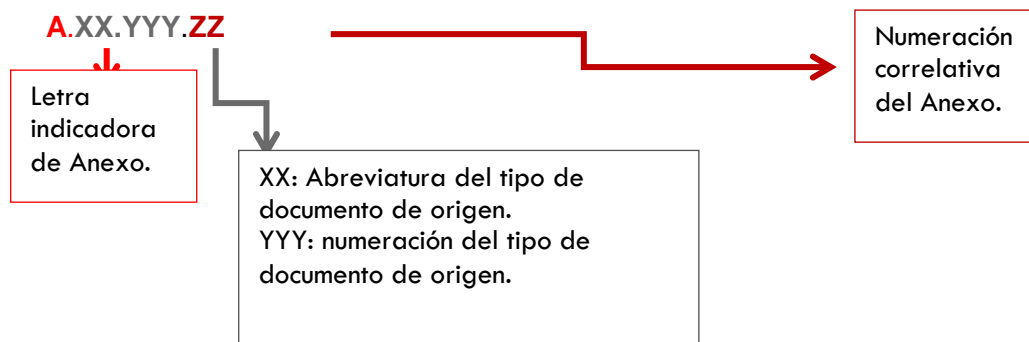 A.XX.YYY.ZZ
Letra
indicadora
de Anexo.
XX: Abreviatura del tipo de
documento de origen.
YYY: numeración del tipo de
documento de origen.
Numeración
correlativa
del Anexo.